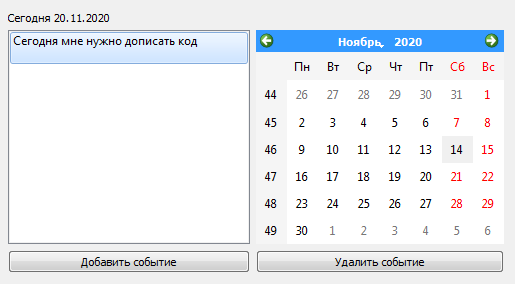 Сегодня 20.11.2020
Сегодня мне нужно дописать код
Ноябрь, 2020
Пн Вт Ср Чт Пт Сб Вс
44 26 27 28 29 30 31 1
45 2 3 4 5 6 7 8
46 9 10 11 12 13 14 15
47 16 17 18 19 20 21 22
48 23 24 25 26 27 28 29
49 30 1 2 3 4 5 6
Добавить событие
Удалить событие